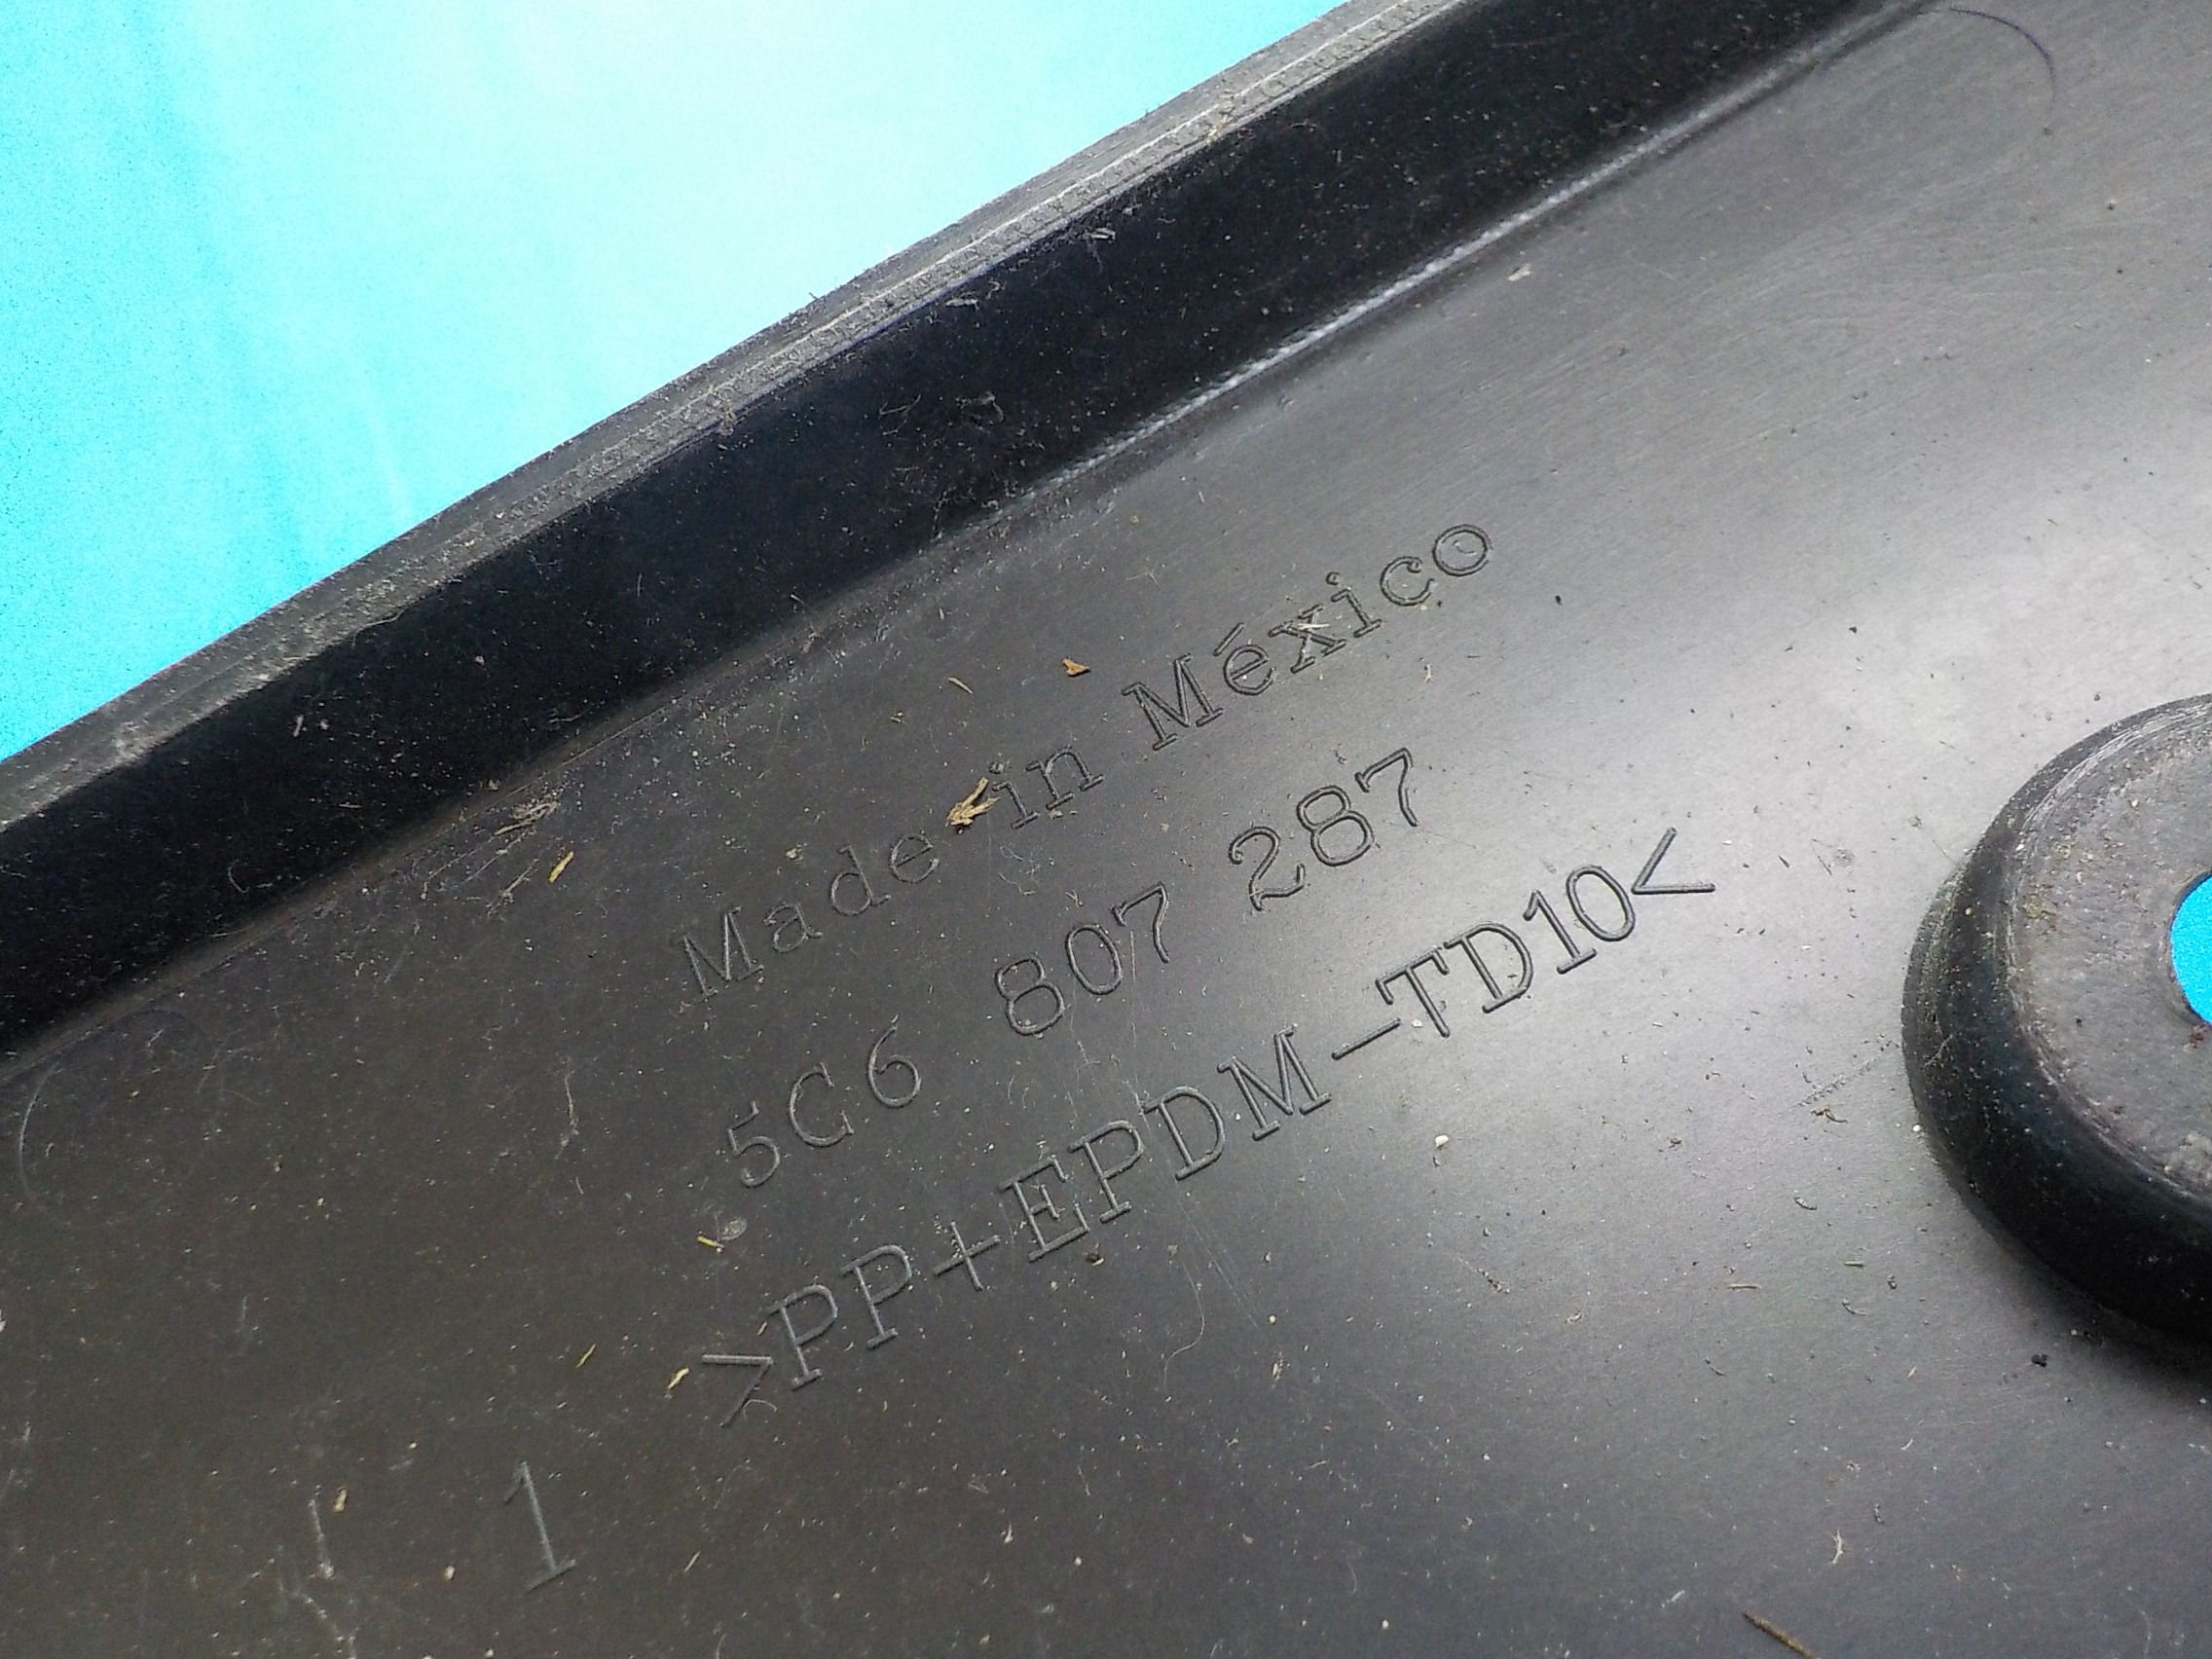 Made in México
5C6 807 287
>PP+EPDM-TD10<
1